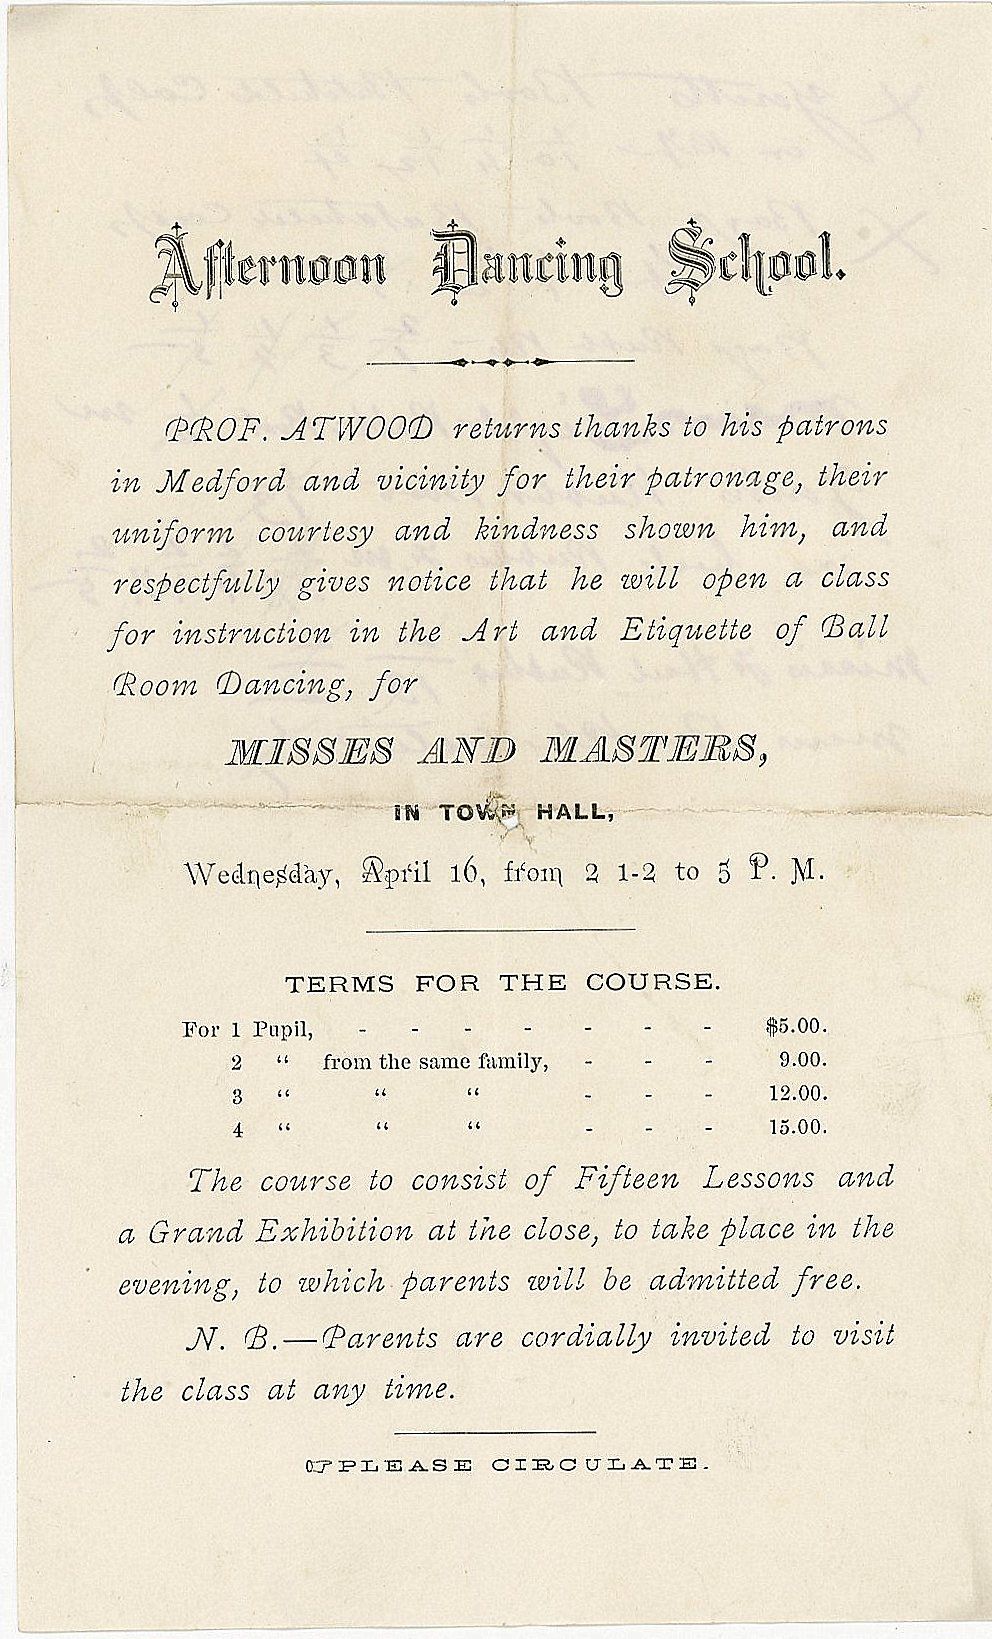 Afternoon Dancing School.
PROF. ATWOOD returns thanks to his patrons
in Medford and vicinity for their patronage, their
uniform courtesy and kindness shown him, and
respectfully gives notice that he will open a class
for instruction in the Art and Etiquette of Ball
Room Dancing, for
MISSES AND MASTERS,
IN TOWN HALL,
Wednesday, April 16, from 2 1-2 to 5 P. M.
TERMS FOR THE COURSE.
For 1 Pupil, - - - - - - - $5.00.
2 “ from the same family, - - - 9.00.
3 “ “ “ - - - 12.00.
4 “ “ “ - - - 15.00.
The course to consist of Fifteen Lessons and
a Grand Exhibition at the close, to take place in the
evening, to which parents will be admitted free.
N. B.—Parents are cordially invited to visit
the class at any time.
☞PLEASE CIRCULATE.